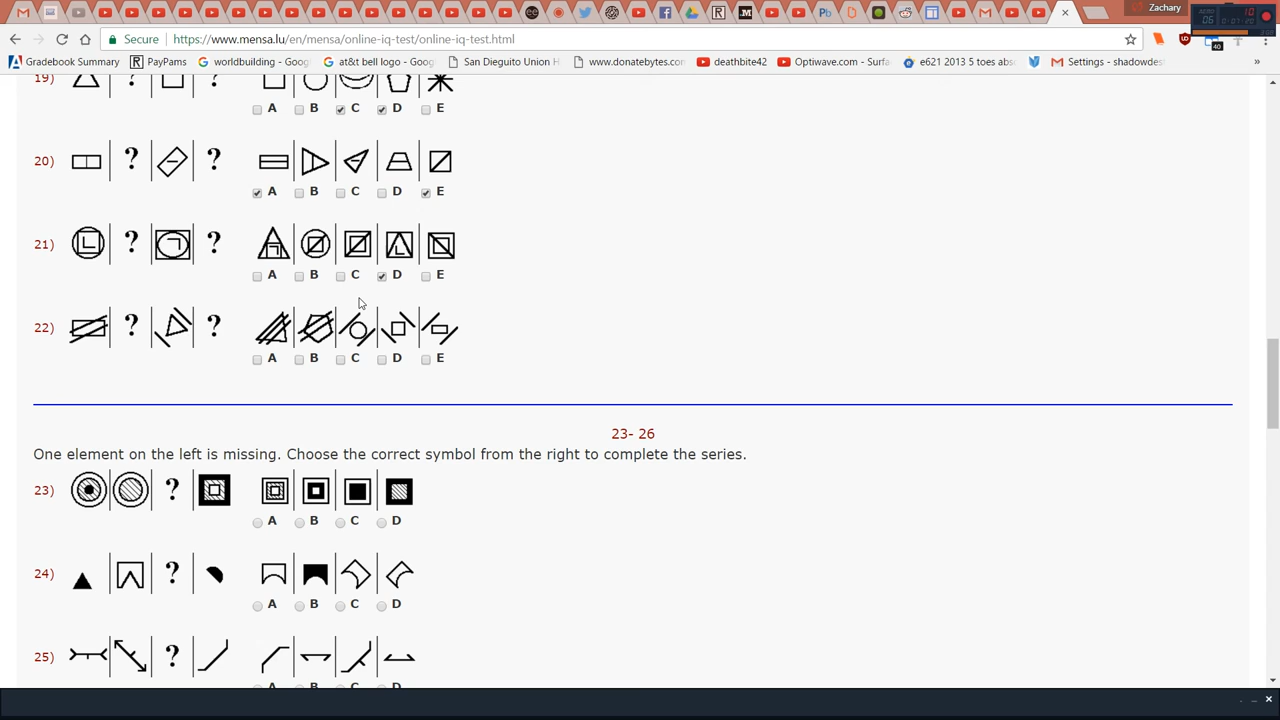 Zachary
Secure https://www.mensa.lu/en/mensa/online-iq-test/online-iq-test.html
40
Gradebook Summary PayPams worldbuilding - Goog at&t bell logo - Goog San Dieguito Union H www.donatebytes.com deathbite42 Optiwave.com - Surfa e621 2013 5 toes abs Settings - shadowdest »
19) ? ?
A B C D E
20) ? ?
A B C D E
21) ? ?
A B C D E
22) ? ?
A B C D E
23- 26
One element on the left is missing. Choose the correct symbol from the right to complete the series.
23) ?
A B C D
24) ?
A B C D
25) ?
A B C D